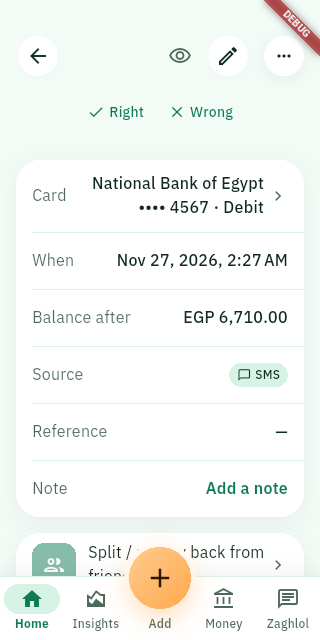 DEBUG
Right Wrong
Card National Bank of Egypt
•••• 4567 · Debit
When Nov 27, 2026, 2:27 AM
Balance after EGP 6,710.00
Source SMS
Reference –
Note Add a note
Split / back from
Home Insights Add Money Zaghlol